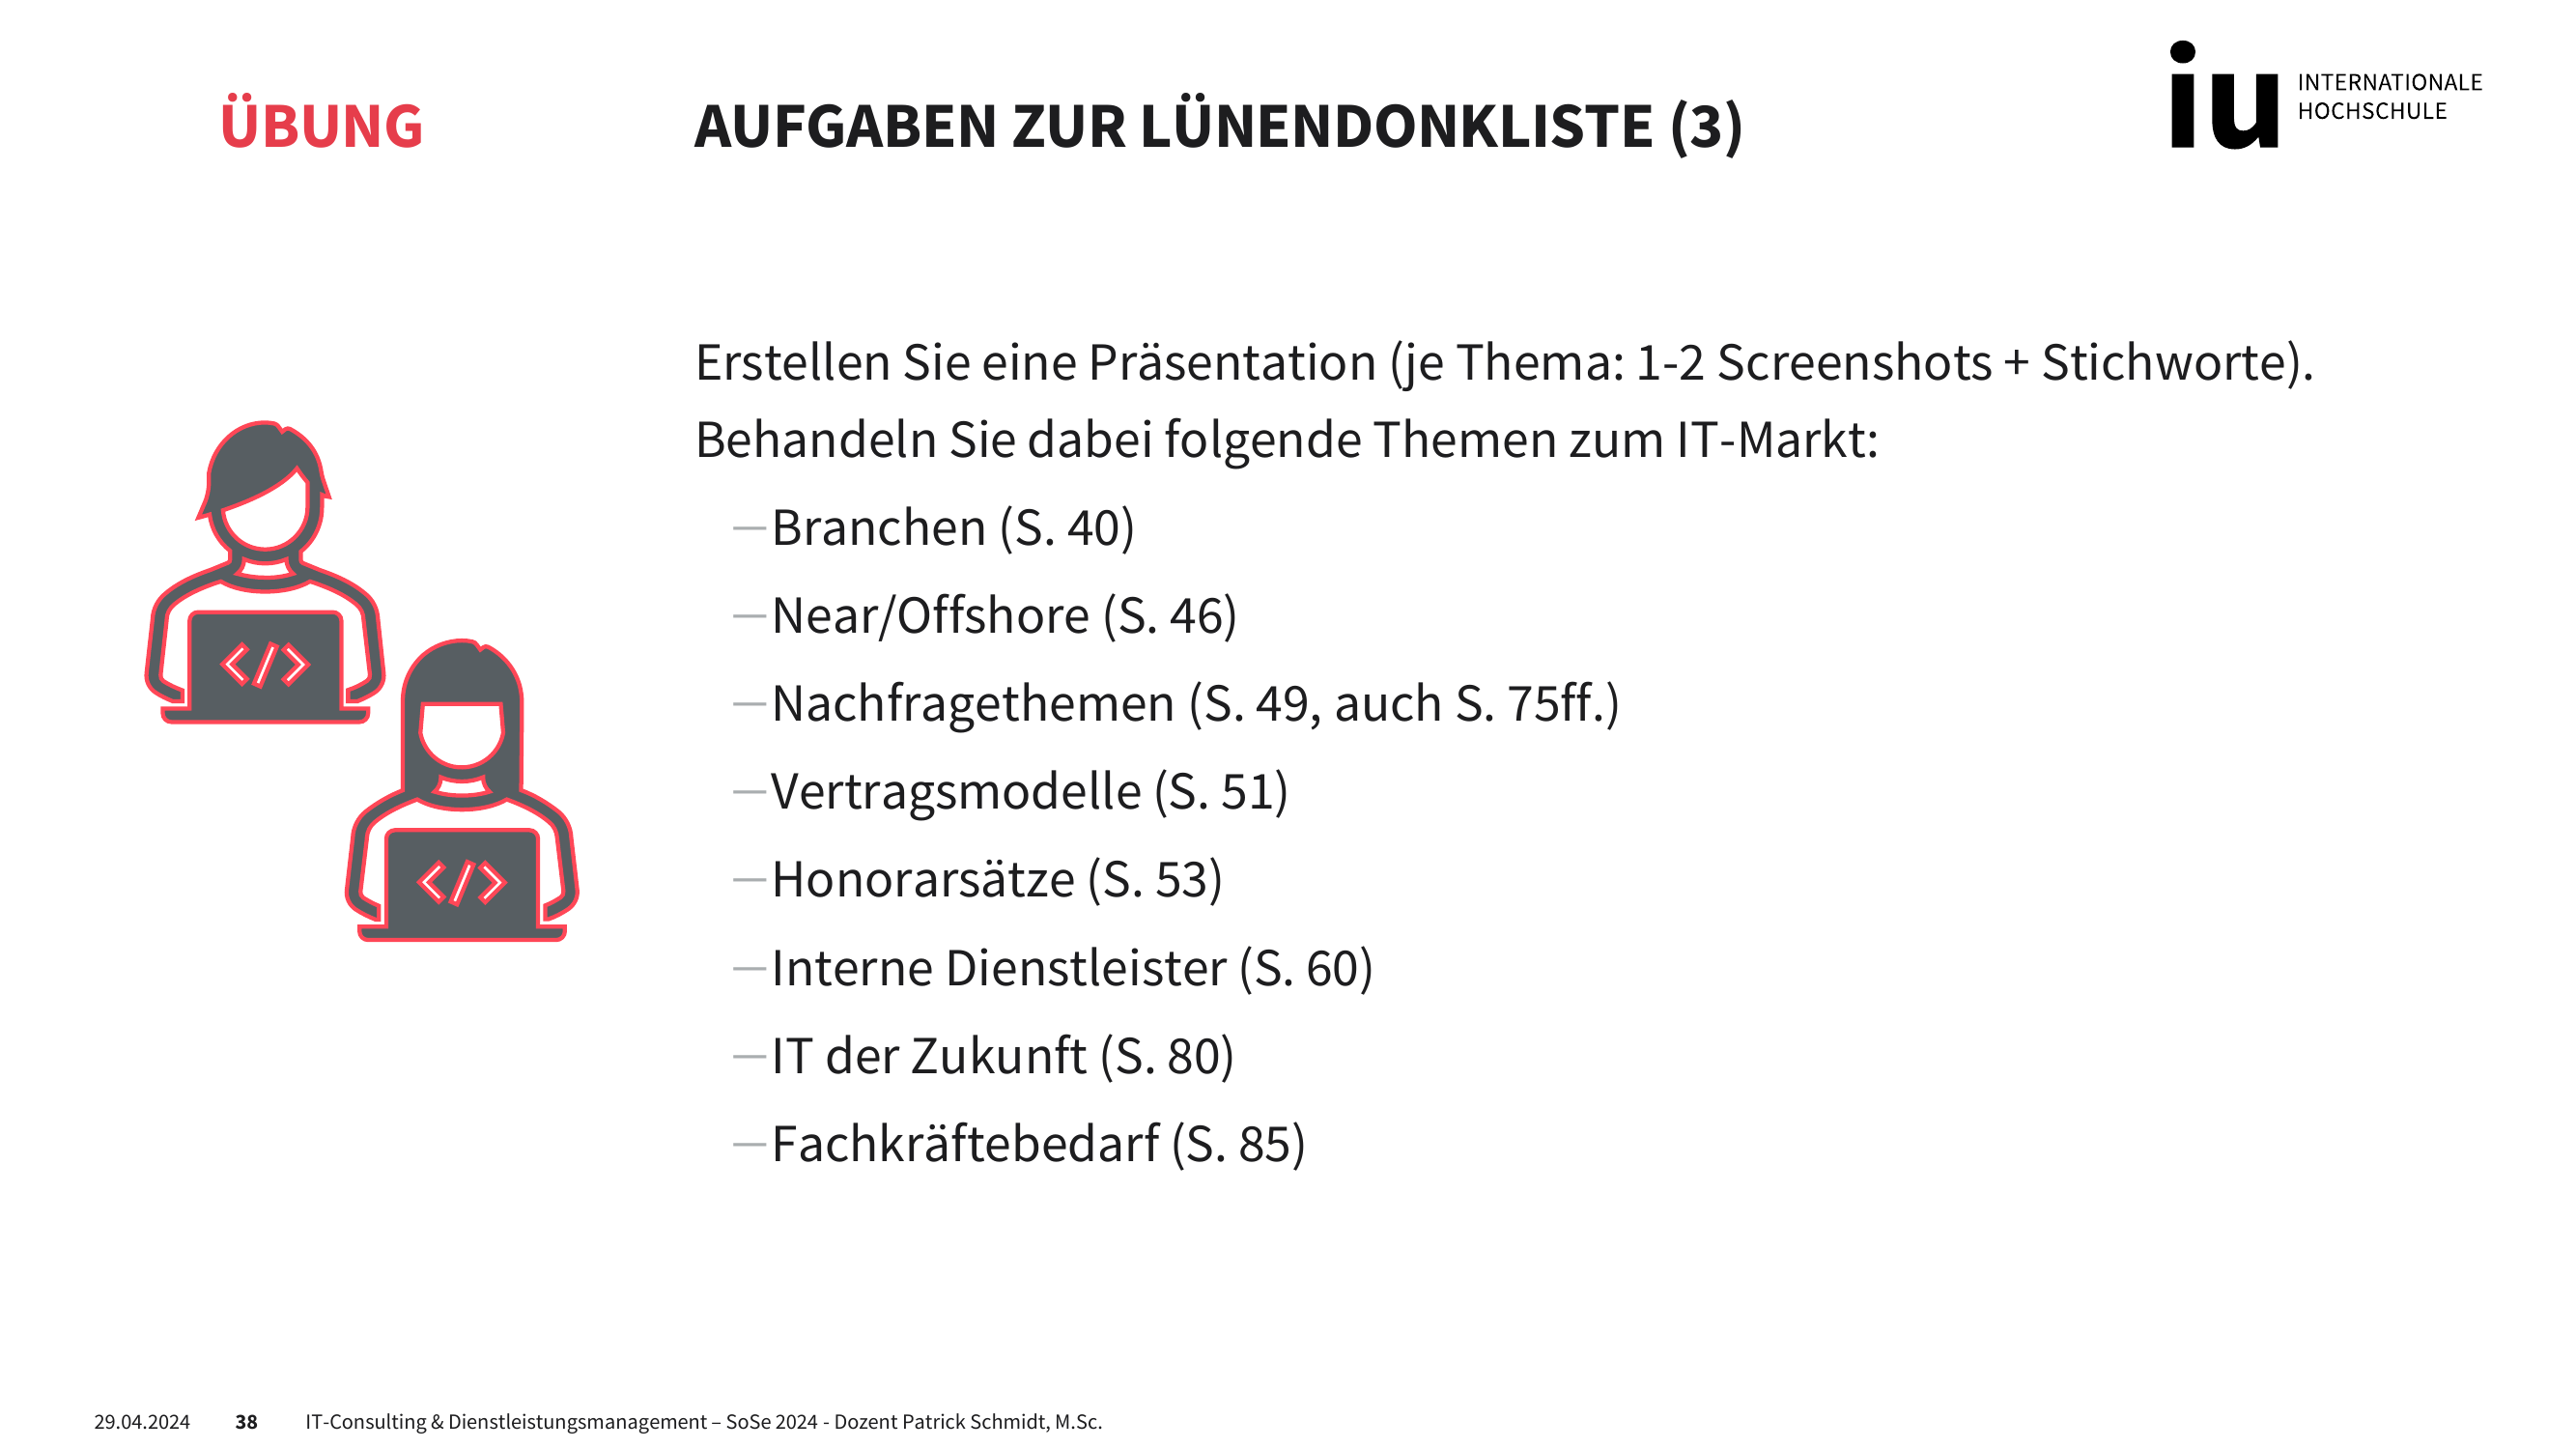 ÜBUNG
AUFGABEN ZUR LÜNENDONKLISTE (3)
iu INTERNATIONALE
HOCHSCHULE
Erstellen Sie eine Präsentation (je Thema: 1-2 Screenshots + Stichworte).
Behandeln Sie dabei folgende Themen zum IT-Markt:
—Branchen (S. 40)
—Near/Offshore (S. 46)
—Nachfragethemen (S. 49, auch S. 75ff.)
—Vertragsmodelle (S. 51)
—Honorarsätze (S. 53)
—Interne Dienstleister (S. 60)
—IT der Zukunft (S. 80)
—Fachkräftebedarf (S. 85)
</>
</>
29.04.2024 38 IT-Consulting & Dienstleistungsmanagement – SoSe 2024 - Dozent Patrick Schmidt, M.Sc.